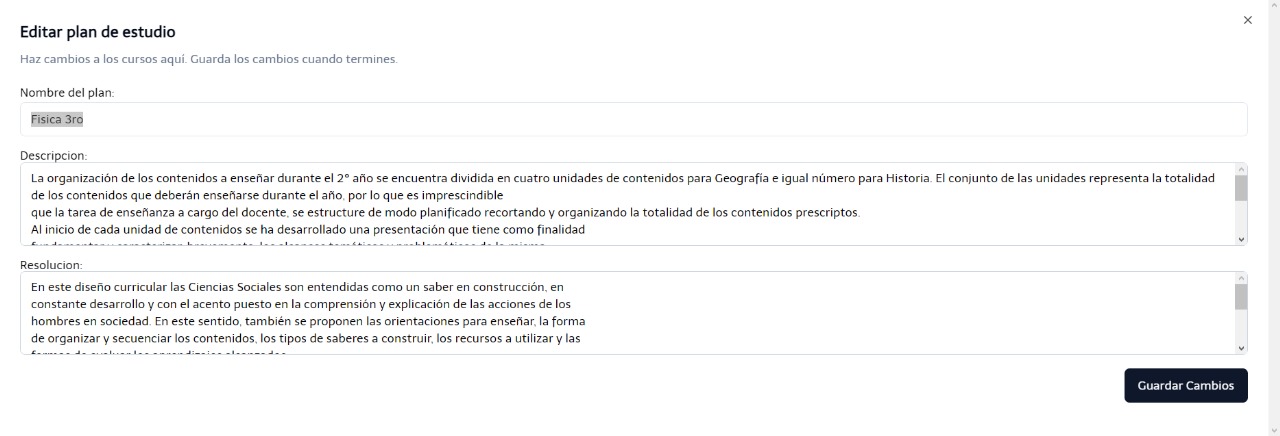 Editar plan de estudio
Haz cambios a los cursos aquí. Guarda los cambios cuando termines.
Nombre del plan:
Fisica 3ro
Descripcion:
La organización de los contenidos a enseñar durante el 2° año se encuentra dividida en cuatro unidades de contenidos para Geografía e igual número para Historia. El conjunto de las unidades representa la totalidad
de los contenidos que deberán enseñarse durante el año, por lo que es imprescindible
que la tarea de enseñanza a cargo del docente, se estructure de modo planificado recortando y organizando la totalidad de los contenidos prescriptos.
Al inicio de cada unidad de contenidos se ha desarrollado una presentación que tiene como finalidad
Resolucion:
En este diseño curricular las Ciencias Sociales son entendidas como un saber en construcción, en
constante desarrollo y con el acento puesto en la comprensión y explicación de las acciones de los
hombres en sociedad. En este sentido, también se proponen las orientaciones para enseñar, la forma
de organizar y secuenciar los contenidos, los tipos de saberes a construir, los recursos a utilizar y las
Guardar Cambios